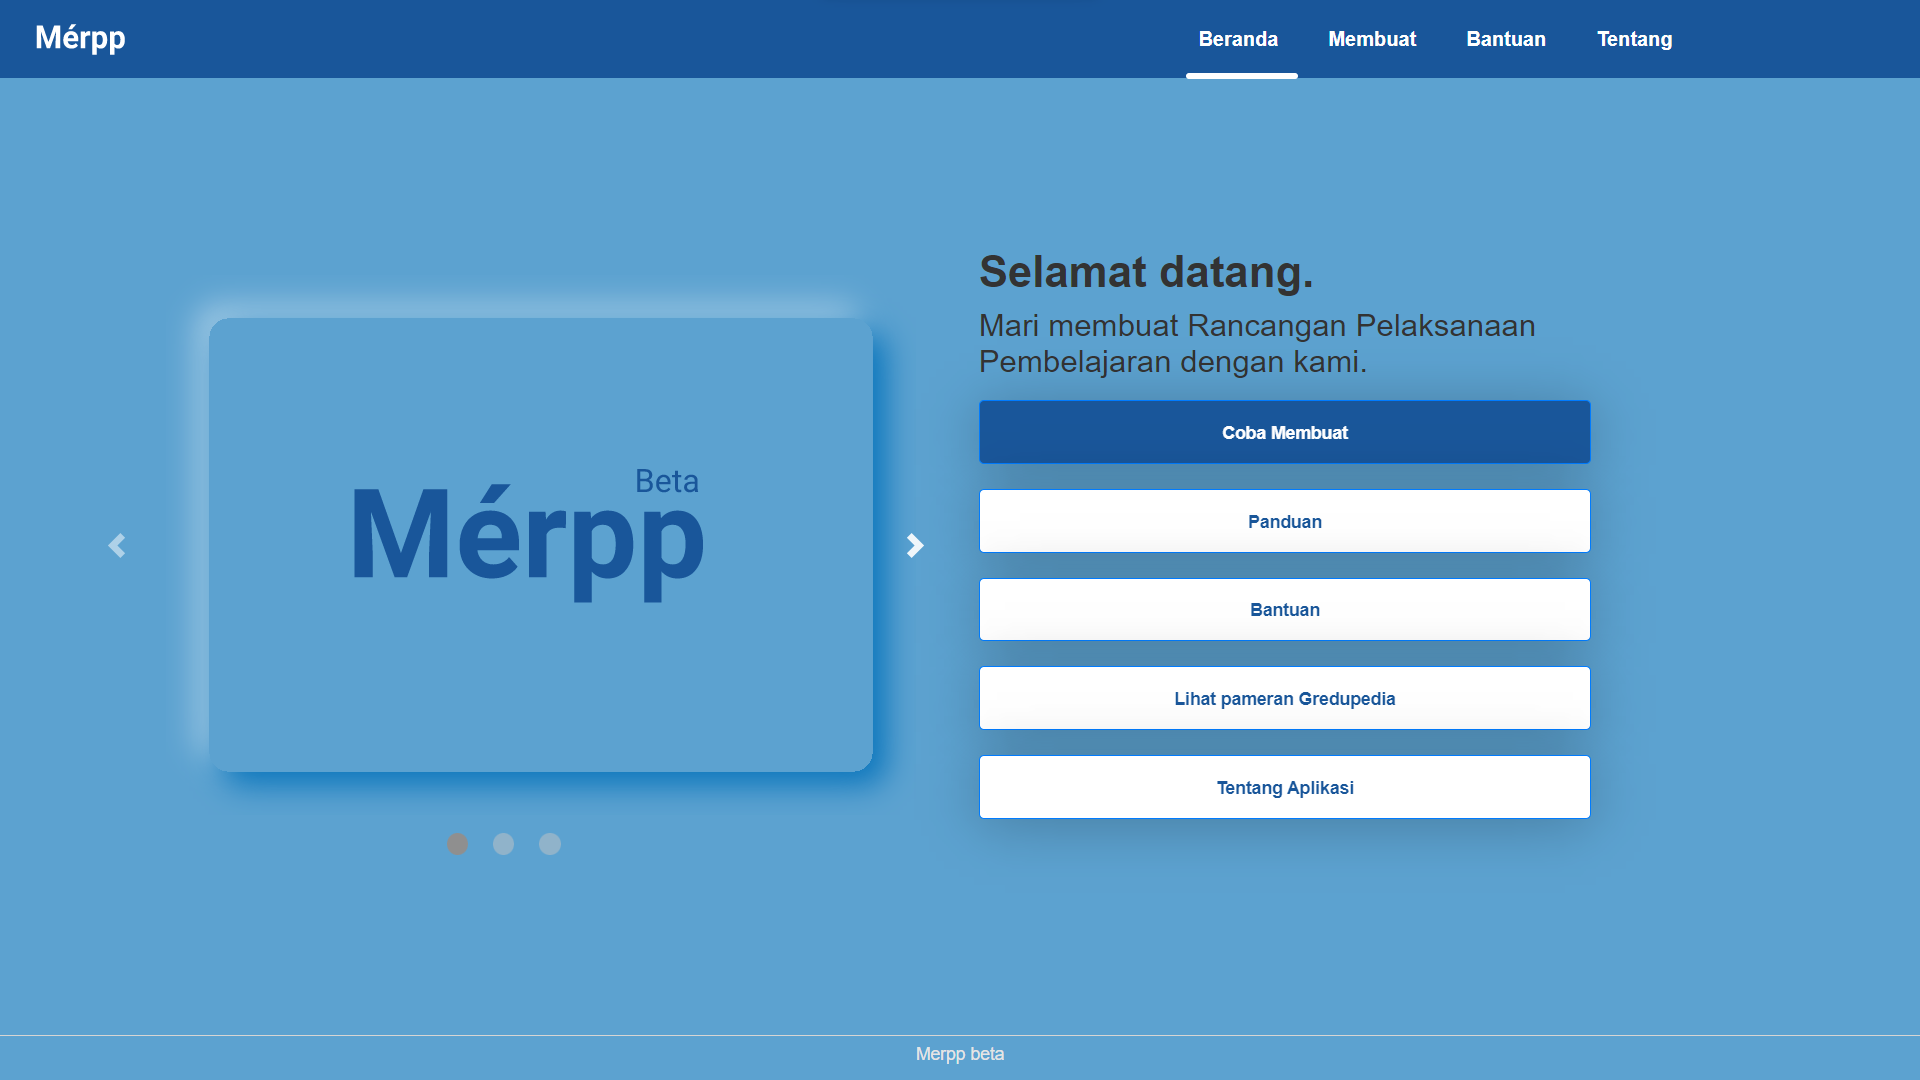 Mérpp
Beranda
Membuat
Bantuan
Tentang
Beta
Mérpp
Selamat datang.
Mari membuat Rancangan Pelaksanaan
Pembelajaran dengan kami.
Coba Membuat
Panduan
Bantuan
Lihat pameran Gredupedia
Tentang Aplikasi
Merpp beta